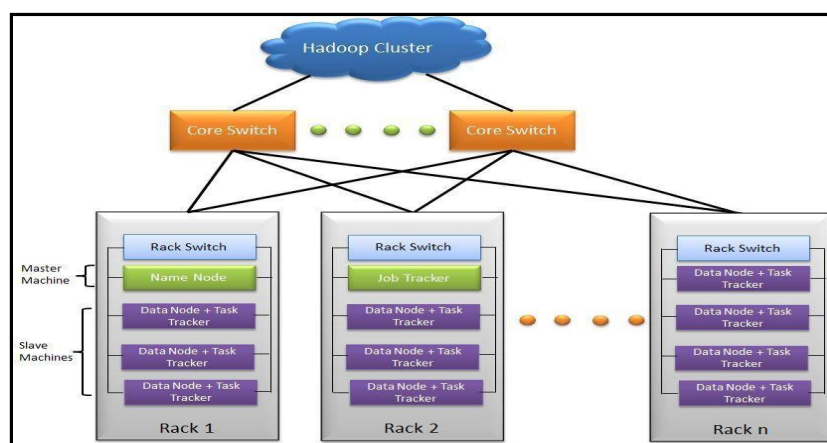 Hadoop Cluster
Core Switch
Core Switch
Master
Machine
Slave
Machines
Rack Switch
Name Node
Data Node + Task
Tracker
Data Node + Task
Tracker
Data Node + Task
Tracker
Rack 1
Rack Switch
Job Tracker
Data Node + Task
Tracker
Data Node + Task
Tracker
Data Node + Task
Tracker
Rack 2
Rack Switch
Data Node + Task
Tracker
Data Node + Task
Tracker
Data Node + Task
Tracker
Data Node + Task
Tracker
Rack n